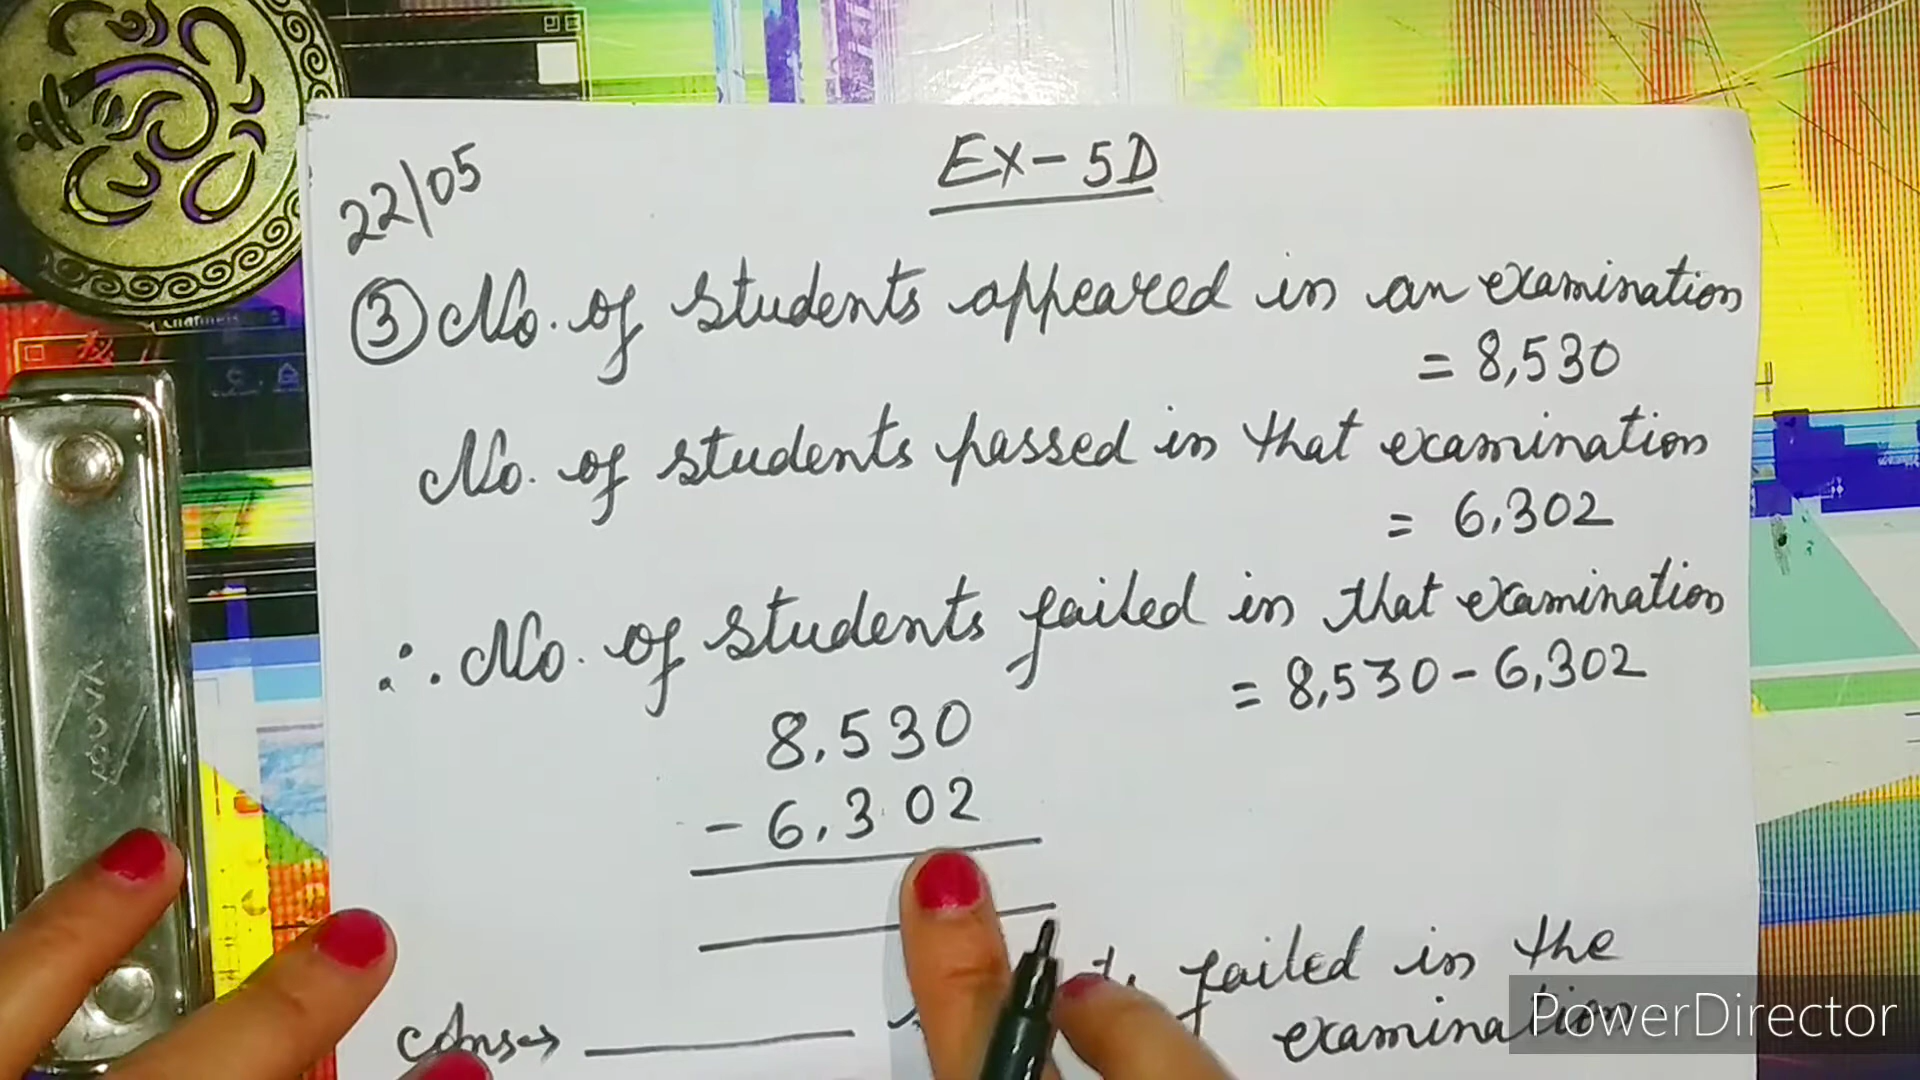 22/05
Ex-5D
③ No. of students appeared in an examination
= 8,530
No. of students passed in that examination
= 6,302
∴ No. of students failed in that examination
= 8,530 - 6,302
8,530
- 6,302
failed in the
Ans→ examination
PowerDirector